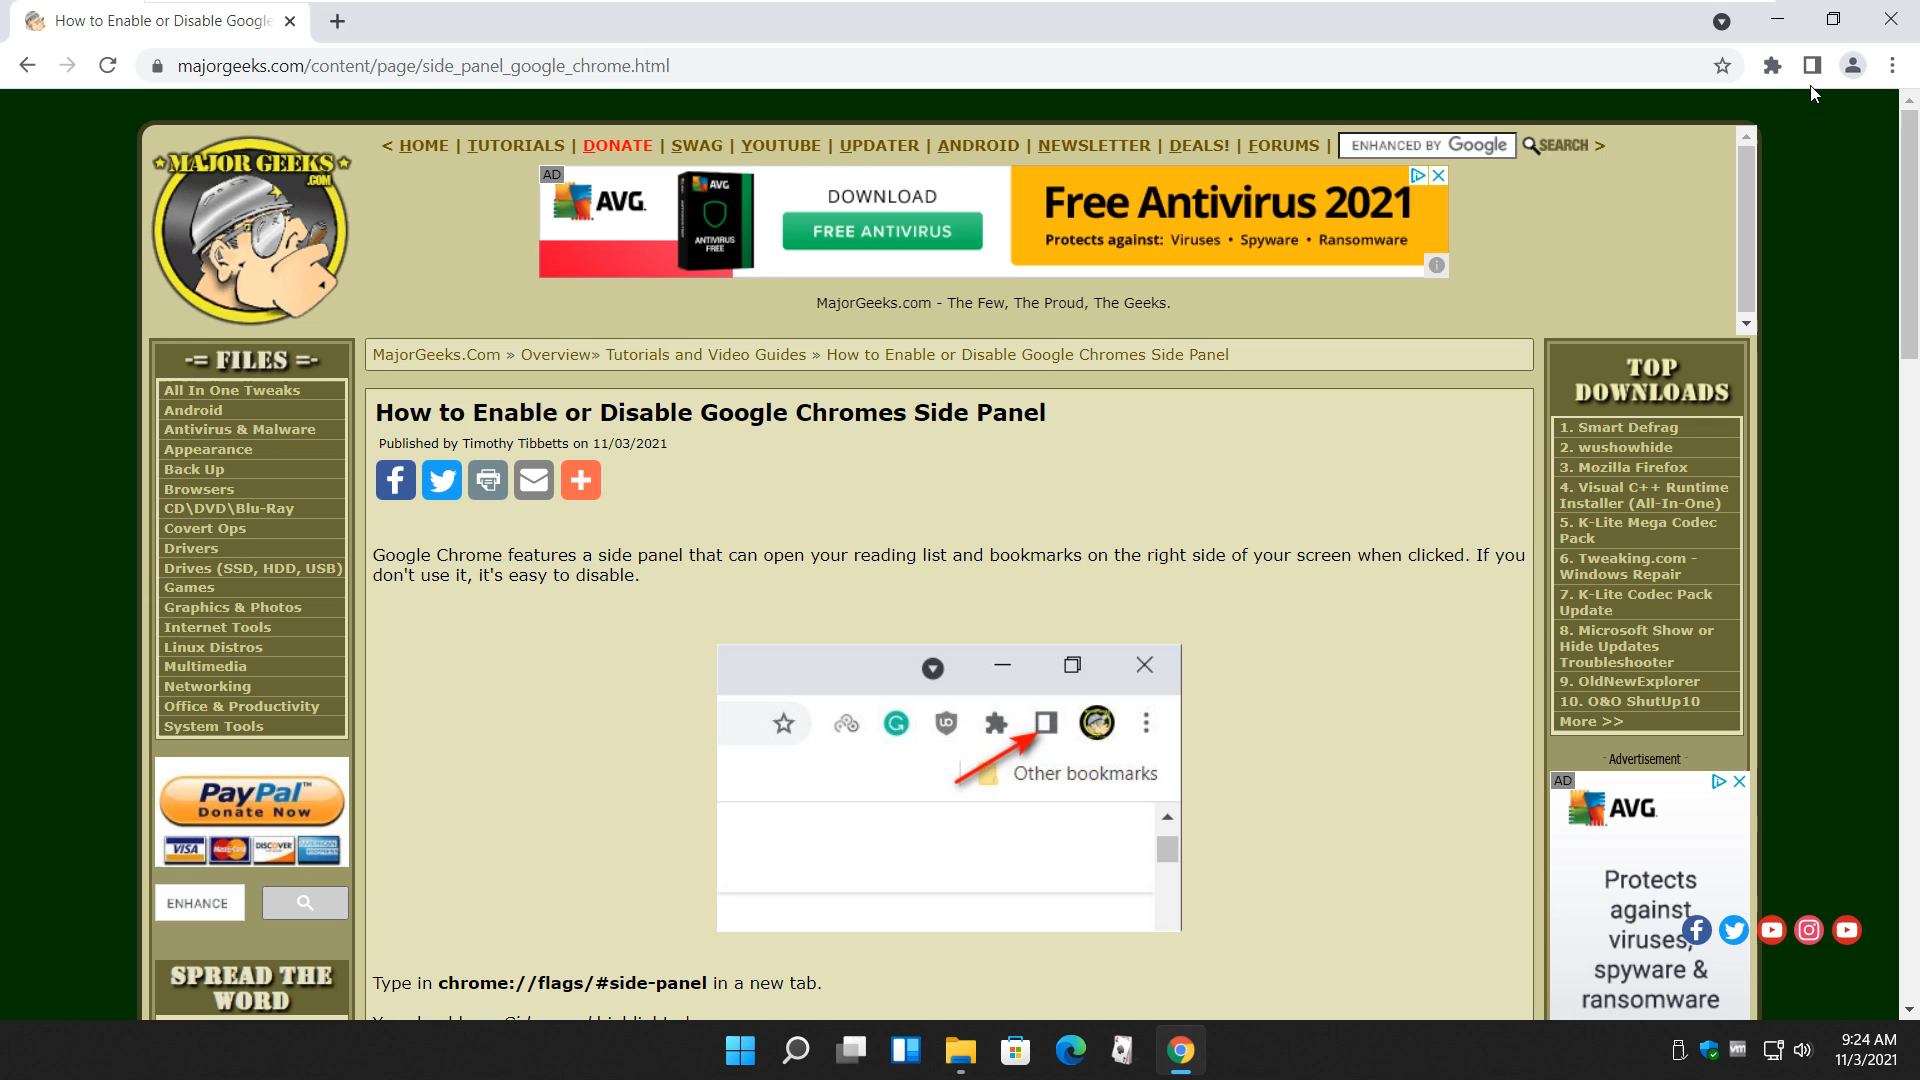 How to Enable or Disable Google
majorgeeks.com/content/page/side_panel_google_chrome.html
MAJOR GEEKS
.COM
< HOME | TUTORIALS | DONATE | SWAG | YOUTUBE | UPDATER | ANDROID | NEWSLETTER | DEALS! | FORUMS | ENHANCED BY Google SEARCH >
AD
AVG.
AVG
ANTIVIRUS
FREE
DOWNLOAD
FREE ANTIVIRUS
Free Antivirus 2021
Protects against: Viruses • Spyware • Ransomware
MajorGeeks.com - The Few, The Proud, The Geeks.
-= FILES =-
All In One Tweaks
Android
Antivirus & Malware
Appearance
Back Up
Browsers
CD\DVD\Blu-Ray
Covert Ops
Drivers
Drives (SSD, HDD, USB)
Games
Graphics & Photos
Internet Tools
Linux Distros
Multimedia
Networking
Office & Productivity
System Tools
PayPal™
Donate Now
VISA MasterCard DISCOVER AMERICAN EXPRESS
ENHANCE
SPREAD THE
WORD
MajorGeeks.Com » Overview» Tutorials and Video Guides » How to Enable or Disable Google Chromes Side Panel
How to Enable or Disable Google Chromes Side Panel
Published by Timothy Tibbetts on 11/03/2021
Google Chrome features a side panel that can open your reading list and bookmarks on the right side of your screen when clicked. If you
don't use it, it's easy to disable.
Other bookmarks
Type in chrome://flags/#side-panel in a new tab.
TOP
DOWNLOADS
1. Smart Defrag
2. wushowhide
3. Mozilla Firefox
4. Visual C++ Runtime
Installer (All-In-One)
5. K-Lite Mega Codec
Pack
6. Tweaking.com -
Windows Repair
7. K-Lite Codec Pack
Update
8. Microsoft Show or
Hide Updates
Troubleshooter
9. OldNewExplorer
10. O&O ShutUp10
More >>
- Advertisement -
AD
AVG.
Protects
against
viruses,
spyware &
ransomware
vm
9:24 AM
11/3/2021